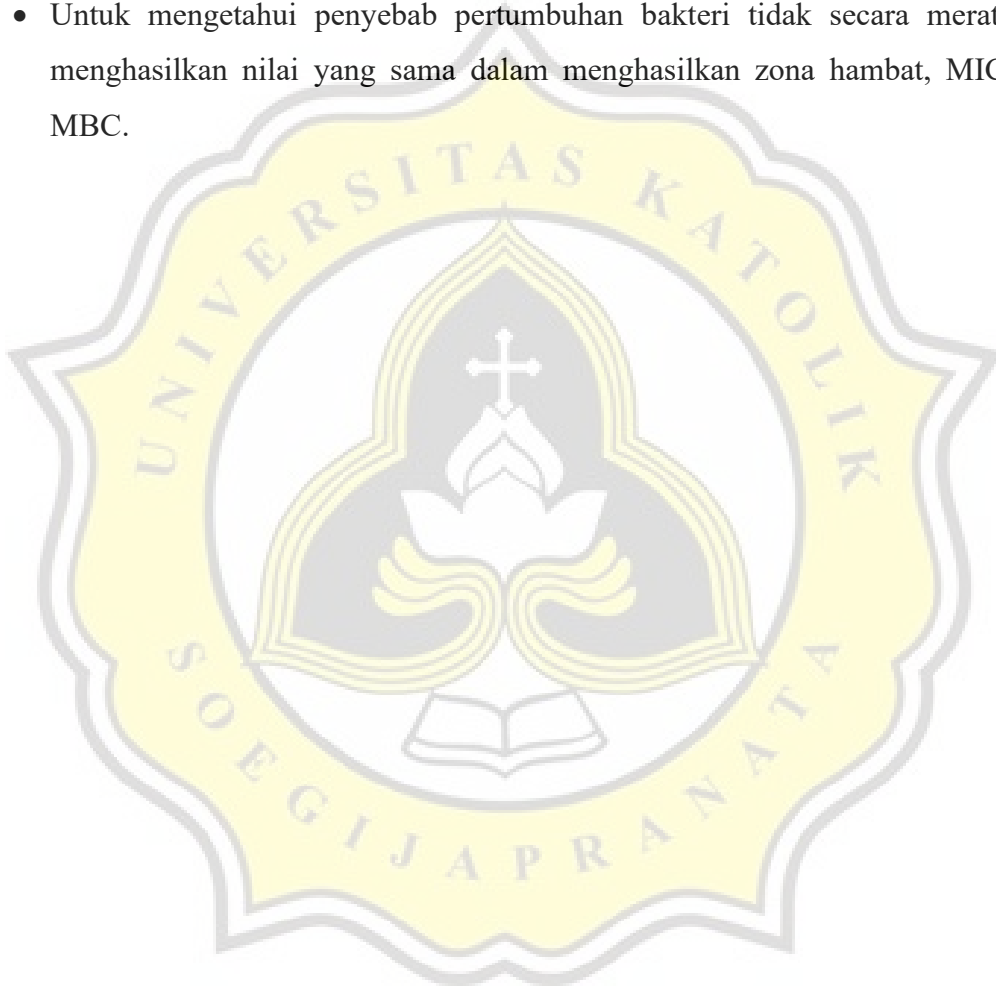 • Untuk mengetahui penyebab pertumbuhan bakteri tidak secara merat
menghasilkan nilai yang sama dalam menghasilkan zona hambat, MIC
MBC.
UNIVERSITAS KATOLIK
SOEGIJAPRANATA